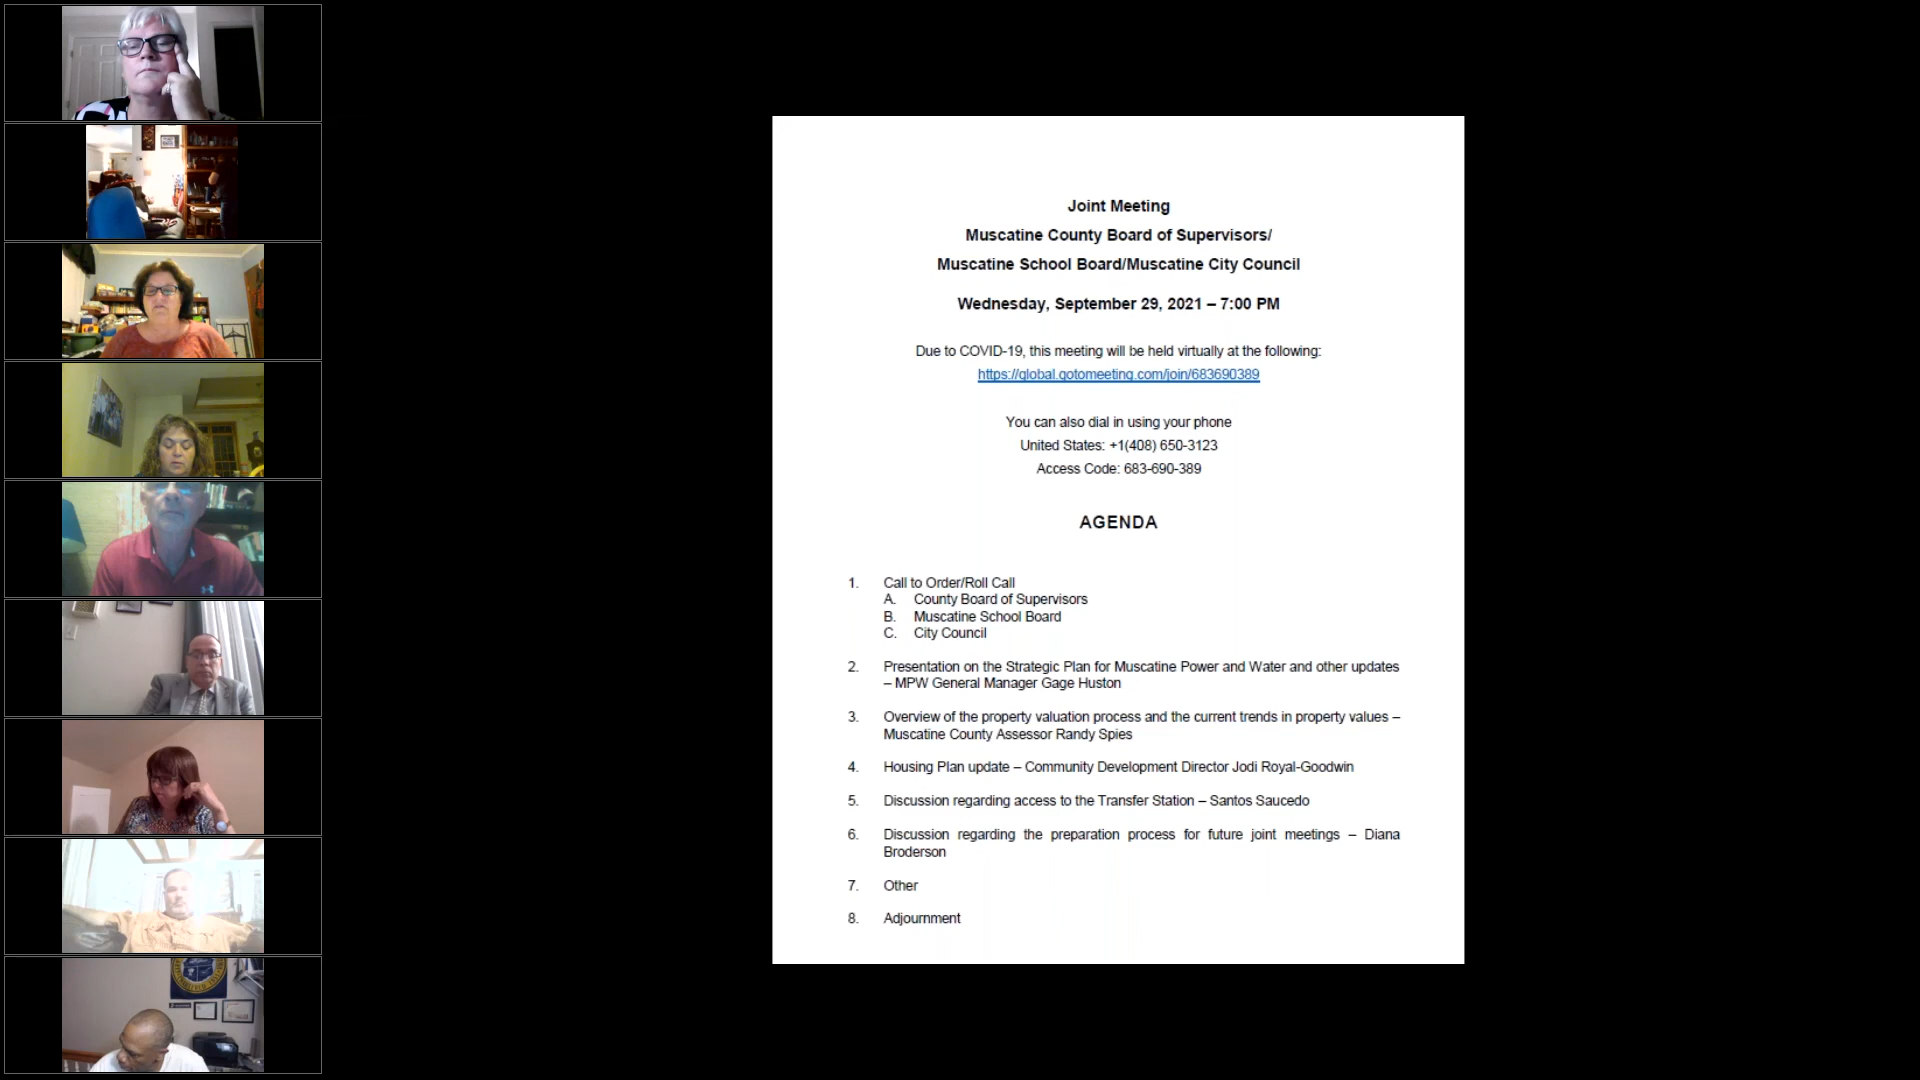 Joint Meeting
Muscatine County Board of Supervisors/
Muscatine School Board/Muscatine City Council
Wednesday, September 29, 2021 – 7:00 PM
Due to COVID-19, this meeting will be held virtually at the following:
https://global.gotomeeting.com/join/683690389
You can also dial in using your phone
United States: +1(408) 650-3123
Access Code: 683-690-389
AGENDA
1. Call to Order/Roll Call
A. County Board of Supervisors
B. Muscatine School Board
C. City Council
2. Presentation on the Strategic Plan for Muscatine Power and Water and other updates
– MPW General Manager Gage Huston
3. Overview of the property valuation process and the current trends in property values –
Muscatine County Assessor Randy Spies
4. Housing Plan update – Community Development Director Jodi Royal-Goodwin
5. Discussion regarding access to the Transfer Station – Santos Saucedo
6. Discussion regarding the preparation process for future joint meetings – Diana
Broderson
7. Other
8. Adjournment